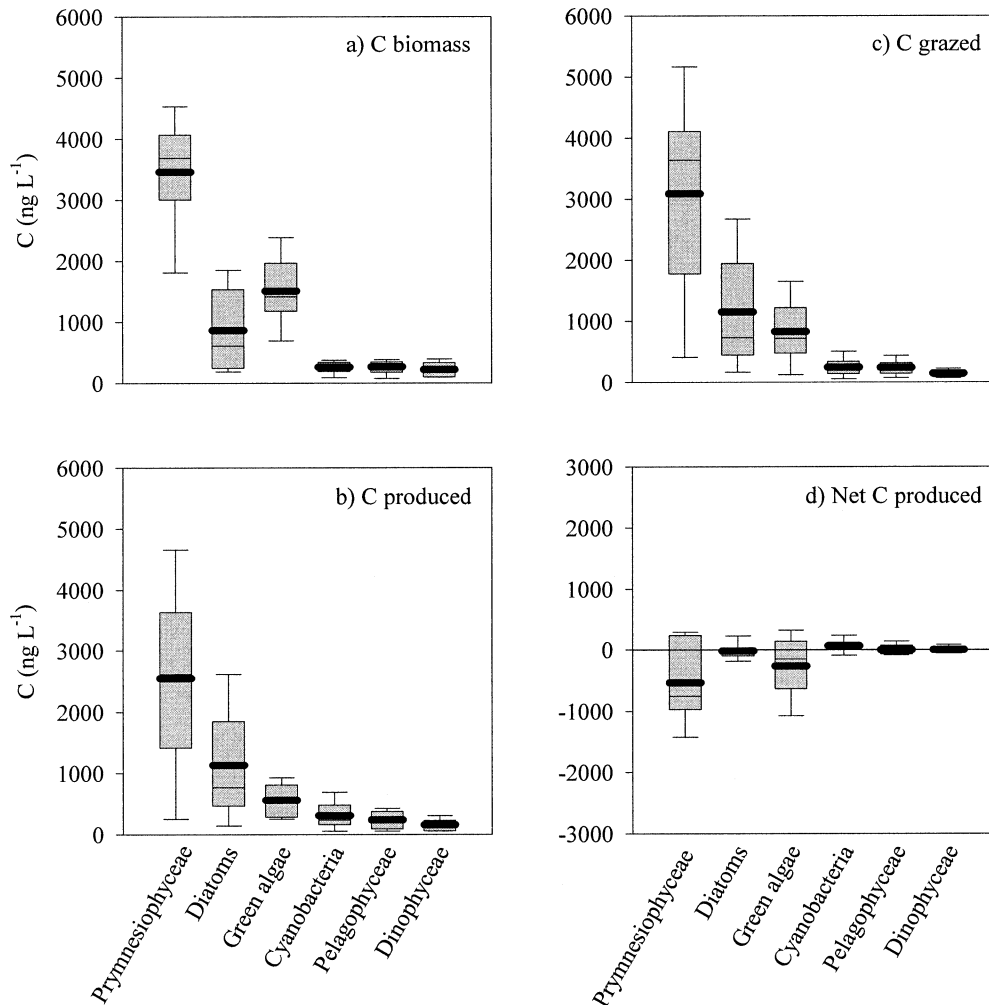 a) C biomass
6000
5000
4000
3000
2000
1000
0
C (ng L⁻¹)
c) C grazed
6000
5000
4000
3000
2000
1000
0
b) C produced
6000
5000
4000
3000
2000
1000
0
C (ng L⁻¹)
Prymnesiophyceae
Diatoms
Green algae
Cyanobacteria
Pelagophyceae
Dinophyceae
d) Net C produced
3000
2000
1000
0
-1000
-2000
-3000
Prymnesiophyceae
Diatoms
Green algae
Cyanobacteria
Pelagophyceae
Dinophyceae